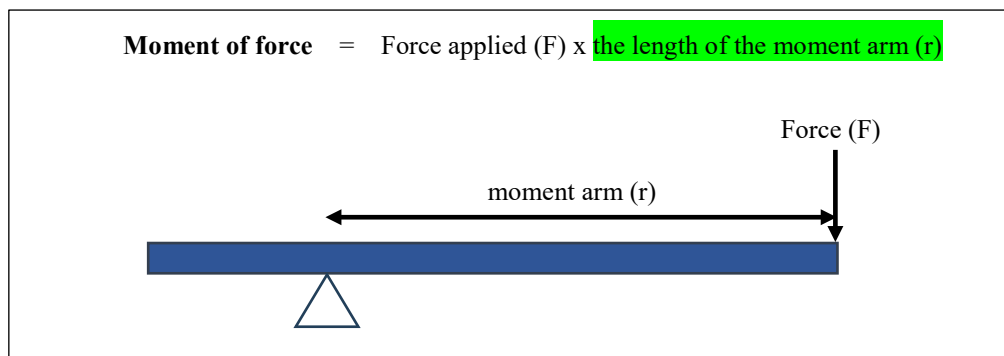 Moment of force = Force applied (F) x the length of the moment arm (r)
Force (F)
moment arm (r)